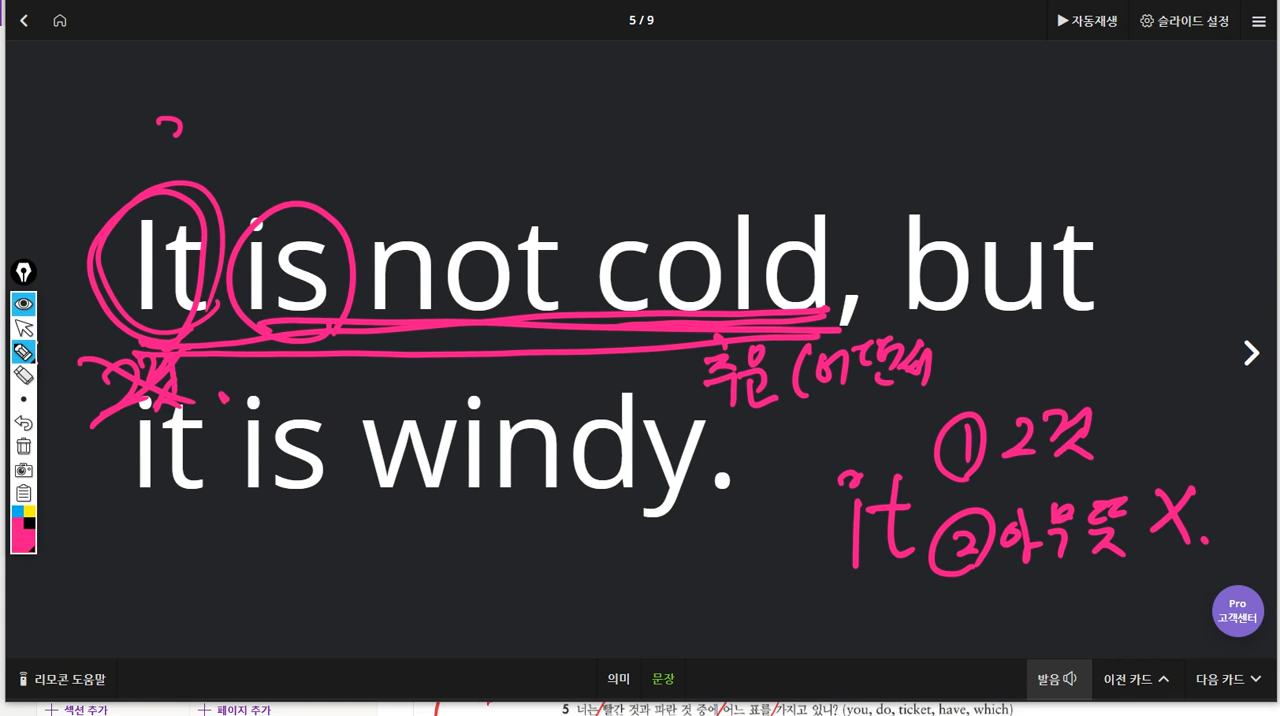 5 / 9
▶자동재생
슬라이드 설정
It is not cold, but
it is windy.
①그것
it ②아무 뜻 X.
Pro
고객센터
리모콘 도움말
의미
문장
발음
이전 카드
다음 카드
섹션 추가
페이지 추가
5 너는 빨간 것과 파란 것 중에 어느 표를 가지고 있니? (you, do, ticket, have, which)